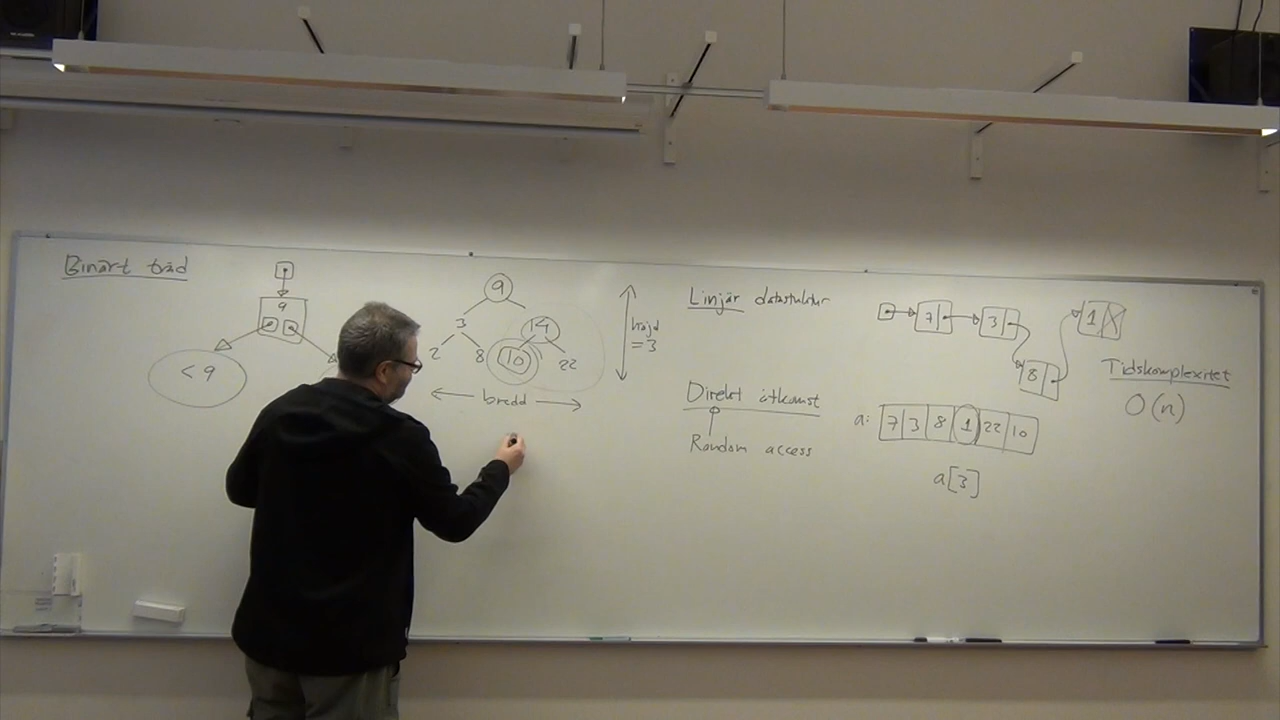 Binärt träd
9
< 9
9
3
14
2
8
10
22
bredd
höjd
= 3
Linjär datastuktur
7
3
8
1
Tidskomplexitet
O(n)
Direkt åtkomst
Random access
a: 7 3 8 1 22 10
a[3]